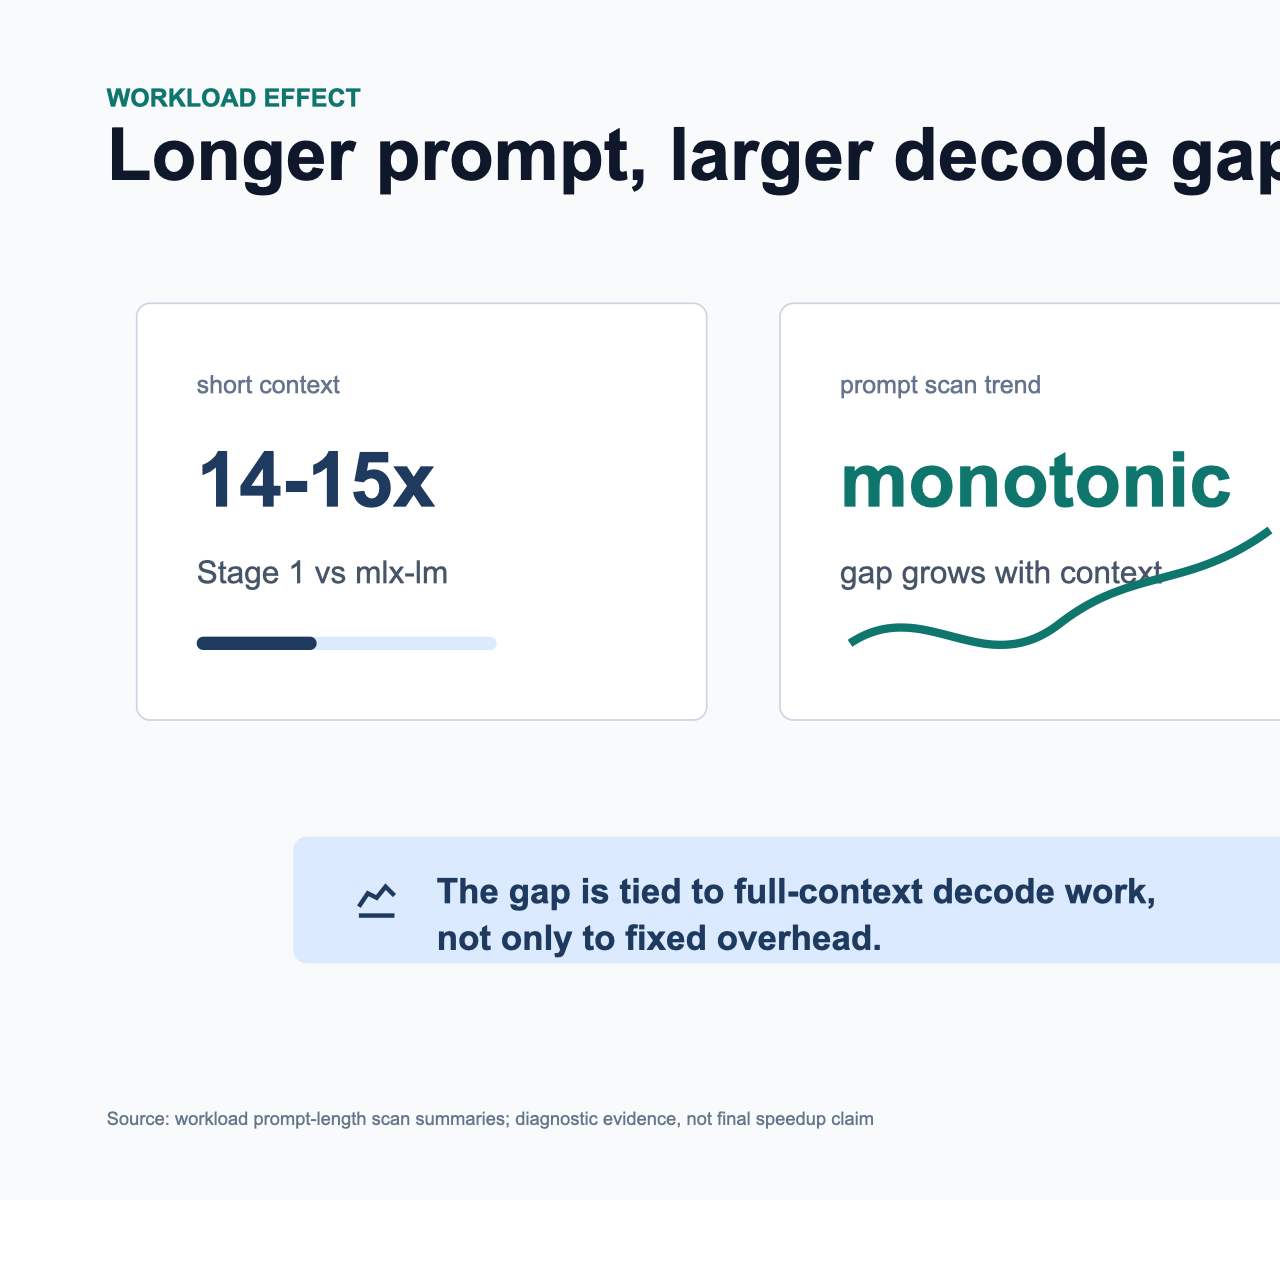 WORKLOAD EFFECT
Longer prompt, larger decode gap
short context
14-15x
Stage 1 vs mlx-lm
prompt scan trend
monotonic
gap grows with context
The gap is tied to full-context decode work,
not only to fixed overhead.
Source: workload prompt-length scan summaries; diagnostic evidence, not final speedup claim